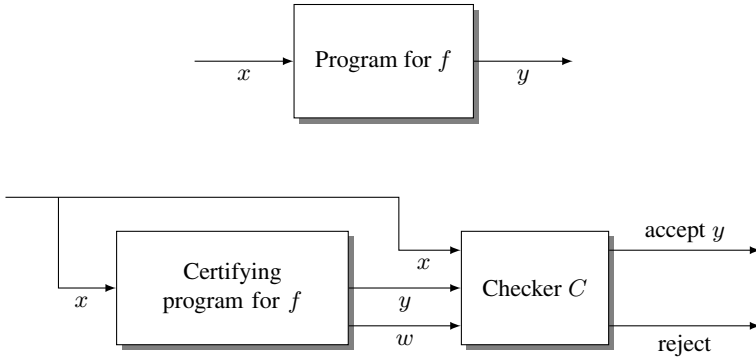 Program for f
x
y
accept y
x
Certifying
program for f
Checker C
x
y
w
reject